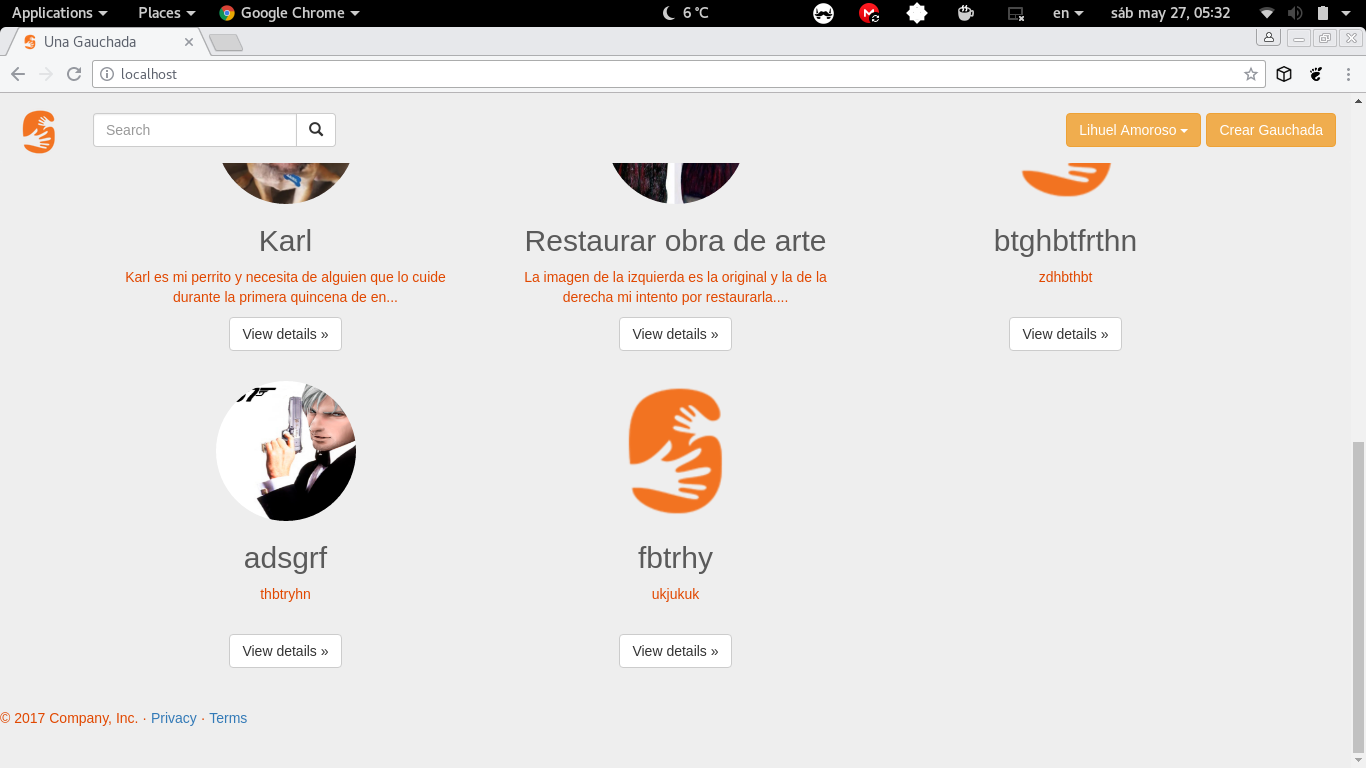 Applications Places Google Chrome 6 °C en sáb may 27, 05:32
Una Gauchada
localhost
Search Lihuel Amoroso Crear Gauchada
Karl
Karl es mi perrito y necesita de alguien que lo cuide
durante la primera quincena de en...
View details »
Restaurar obra de arte
La imagen de la izquierda es la original y la de la
derecha mi intento por restaurarla....
View details »
btghbtfrthn
zdhbthbt
View details »
adsgrf
thbtryhn
View details »
fbtrhy
ukjukuk
View details »
© 2017 Company, Inc. · Privacy · Terms